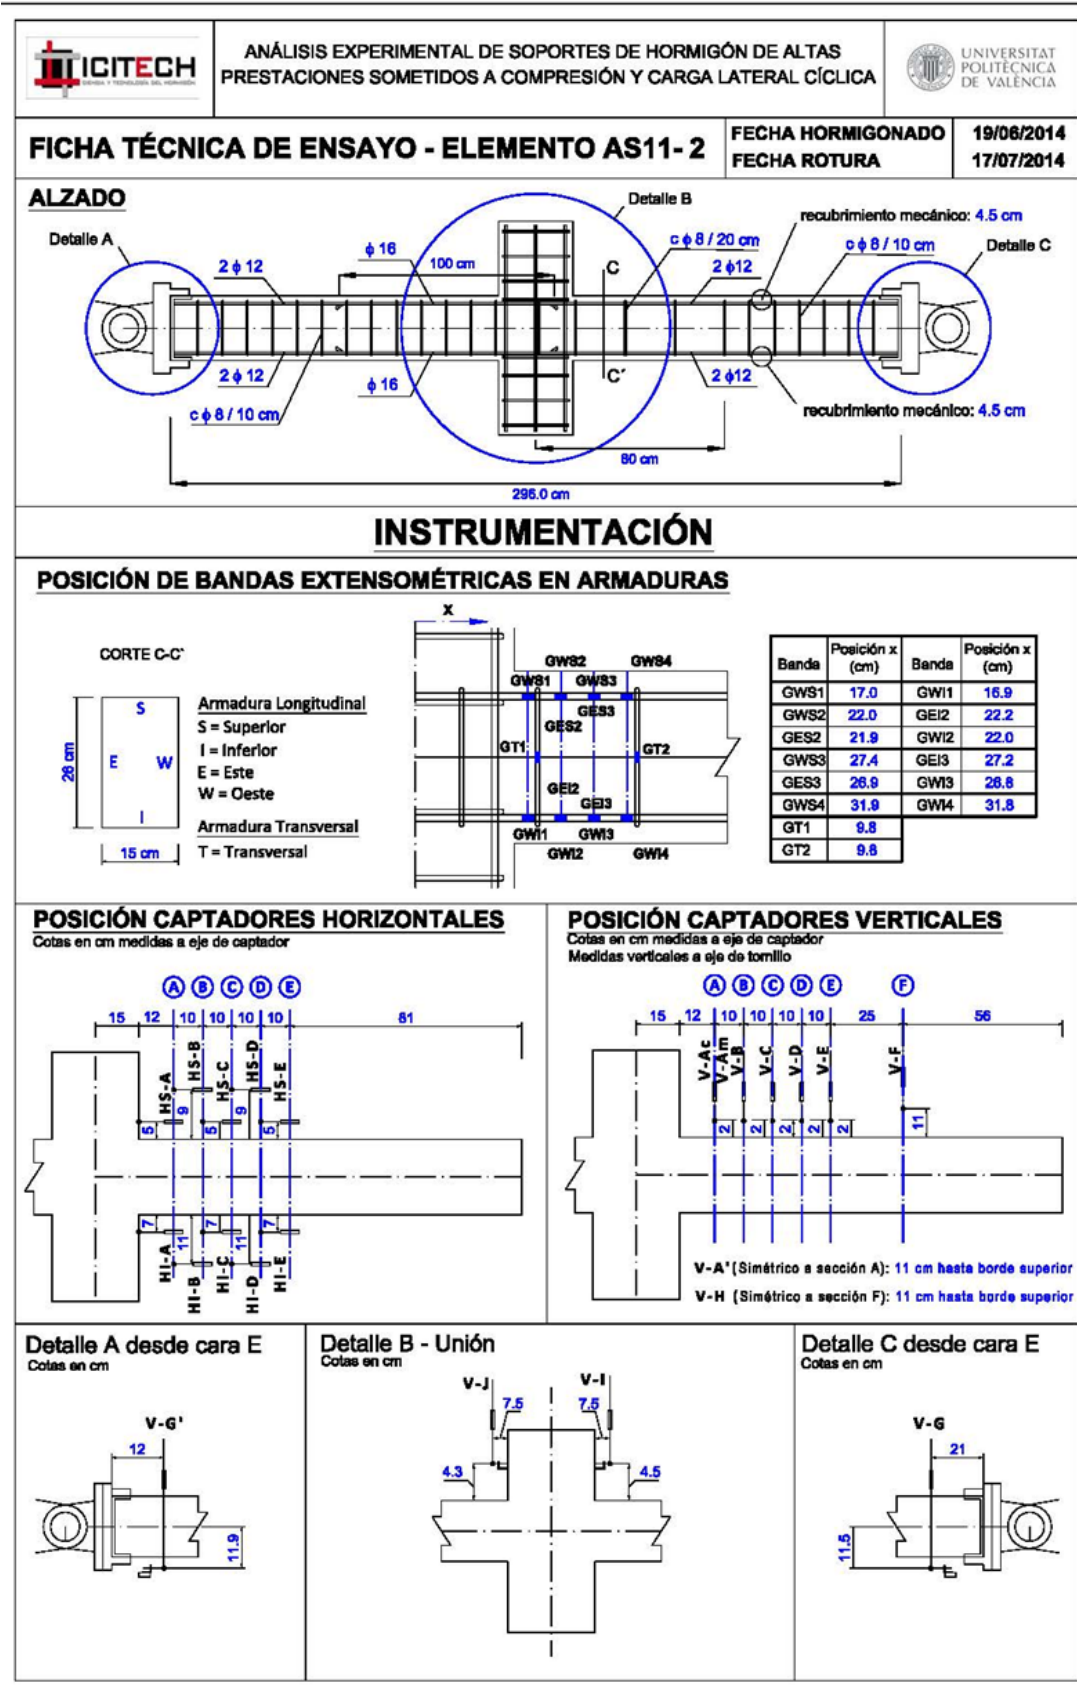 ICITECH
ANÁLISIS EXPERIMENTAL DE SOPORTES DE HORMIGÓN DE ALTAS
PRESTACIONES SOMETIDOS A COMPRESIÓN Y CARGA LATERAL CÍCLICA
UNIVERSITAT
POLITÈCNICA
DE VALÈNCIA
FICHA TÉCNICA DE ENSAYO - ELEMENTO AS11- 2
FECHA HORMIGONADO 19/06/2014
FECHA ROTURA 17/07/2014
ALZADO
Detalle B
recubrimiento mecánico: 4.5 cm
Detalle A
ϕ 16
c ϕ 8 / 20 cm
c ϕ 8 / 10 cm
Detalle C
2 ϕ 12
100 cm
C
2 ϕ12
2 ϕ 12
ϕ 16
C´
2 ϕ12
c ϕ 8 / 10 cm
recubrimiento mecánico: 4.5 cm
80 cm
296.0 cm
INSTRUMENTACIÓN
POSICIÓN DE BANDAS EXTENSOMÉTRICAS EN ARMADURAS
X
CORTE C-C`
S
E W
I
26 cm
15 cm
Armadura Longitudinal
S = Superior
I = Inferior
E = Este
W = Oeste
Armadura Transversal
T = Transversal
GWS2 GWS4
GWS1 GWS3
GES3
GES2
GT1 GT2
GEI2
GEI3
GWI1 GWI3
GWI2 GWI4
Banda Posición x (cm) Banda Posición x (cm)
GWS1 17.0 GWI1 16.9
GWS2 22.0 GEI2 22.2
GES2 21.9 GWI2 22.0
GWS3 27.4 GEI3 27.2
GES3 26.9 GWI3 26.8
GWS4 31.9 GWI4 31.8
GT1 9.8
GT2 9.8
POSICIÓN CAPTADORES HORIZONTALES
Cotas en cm medidas a eje de captador
A B C D E
15 12 10 10 10 10 81
HS-A HS-B HS-C HS-D HS-E
9 9
5 5 5
7 7 7
11 11
HI-A HI-B HI-C HI-D HI-E
POSICIÓN CAPTADORES VERTICALES
Cotas en cm medidas a eje de captador
Medidas verticales a eje de tornillo
A B C D E F
15 12 10 10 10 10 25 56
V-Ac V-Am V-B V-C V-D V-E V-F
2 2 2 2 2 11
V-A' (Simétrico a sección A): 11 cm hasta borde superior
V-H (Simétrico a sección F): 11 cm hasta borde superior
Detalle A desde cara E
Cotas en cm
V-G'
12
11.9
Detalle B - Unión
Cotas en cm
V-J V-I
7.5 7.5
4.3 4.5
Detalle C desde cara E
Cotas en cm
V-G
21
11.5